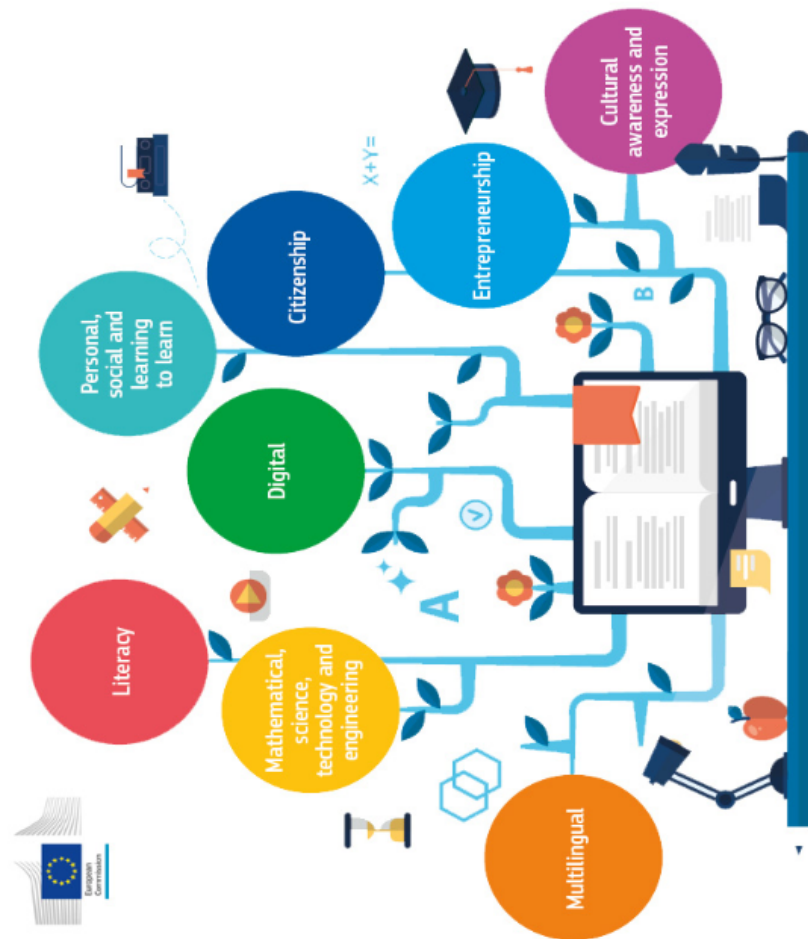 European
Commission
Literacy
Personal,
social and
learning
to learn
Mathematical,
science,
technology and
engineering
Digital
Citizenship
X+Y=
A
V
Entrepreneurship
Multilingual
Cultural
awareness and
expression
B